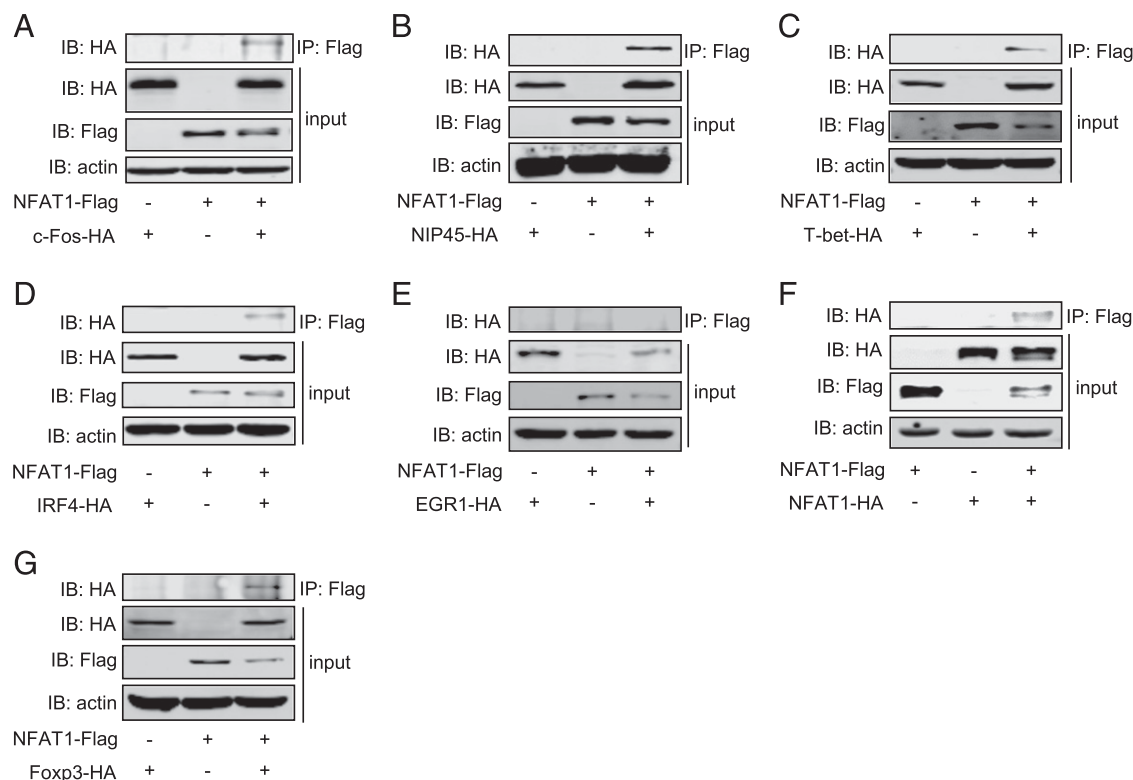 A
IB: HA IP: Flag
IB: HA
input
IB: Flag
IB: actin
NFAT1-Flag - + +
c-Fos-HA + - +
B
IB: HA IP: Flag
IB: HA
IB: Flag input
IB: actin
NFAT1-Flag - + +
NIP45-HA + - +
C
IB: HA IP: Flag
IB: HA
IB: Flag input
IB: actin
NFAT1-Flag - + +
T-bet-HA + - +
D
IB: HA IP: Flag
IB: HA
IB: Flag input
IB: actin
NFAT1-Flag - + +
IRF4-HA + - +
E
IB: HA IP: Flag
IB: HA
IB: Flag input
IB: actin
NFAT1-Flag - + +
EGR1-HA + - +
F
IB: HA IP: Flag
IB: HA
IB: Flag input
IB: actin
NFAT1-Flag + - +
NFAT1-HA - + +
G
IB: HA IP: Flag
IB: HA
IB: Flag input
IB: actin
NFAT1-Flag - + +
Foxp3-HA + - +